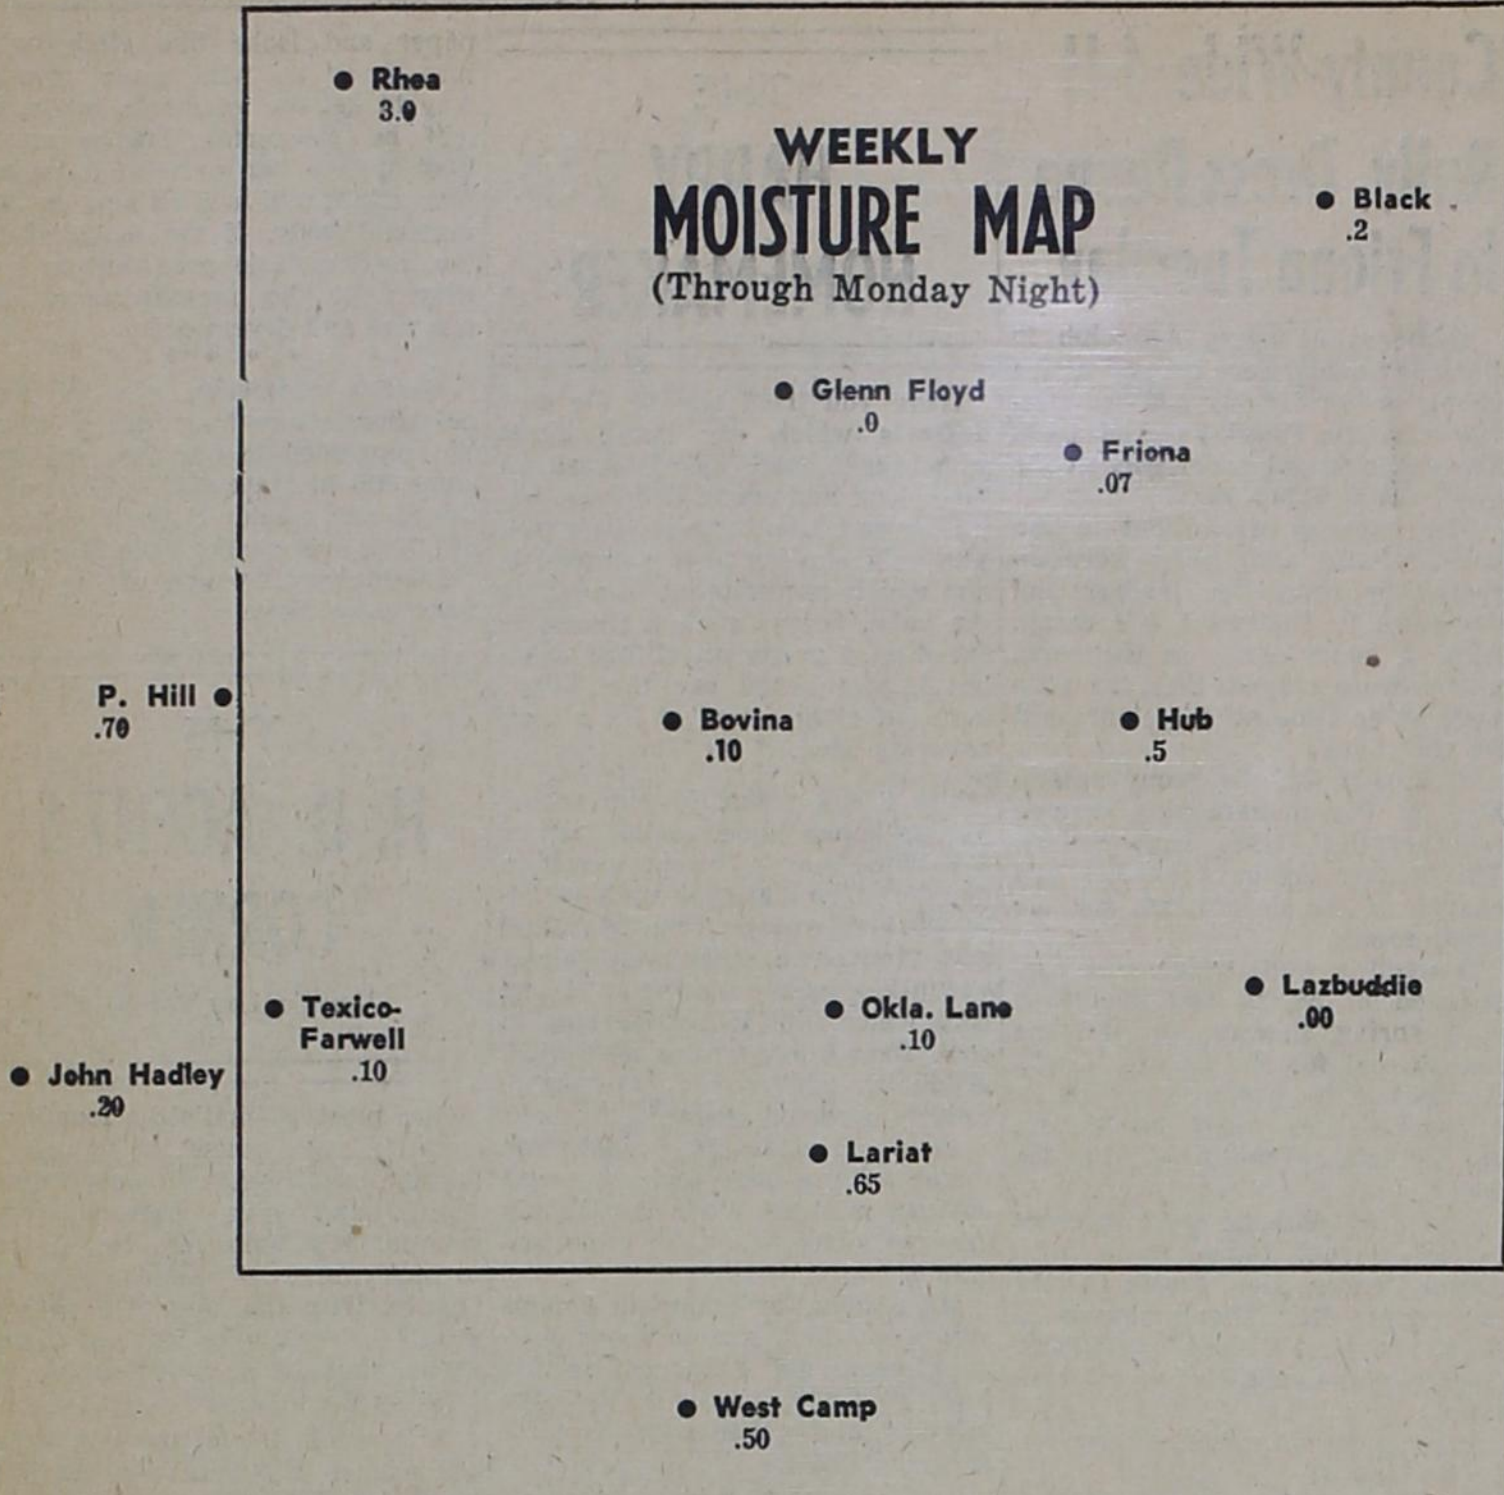 Rhea
3.0
WEEKLY
MOISTURE MAP
(Through Monday Night)
Black
.2
Glenn Floyd
.0
Friona
.07
P. Hill
.70
Bovina
.10
Hub
.5
Texico-
Farwell
.10
Okla. Lane
.10
Lazbuddie
.00
John Hadley
.20
Lariat
.65
West Camp
.50